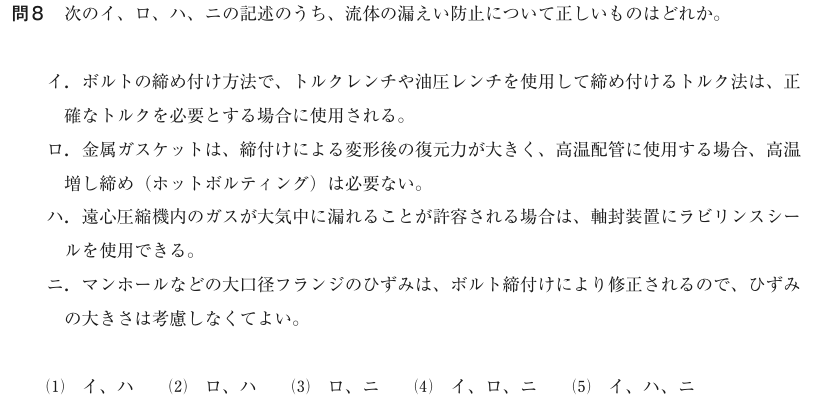 問8　次のイ、ロ、ハ、ニの記述のうち、流体の漏えい防止について正しいものはどれか。
イ．ボルトの締め付け方法で、トルクレンチや油圧レンチを使用して締め付けるトルク法は、正
確なトルクを必要とする場合に使用される。
ロ．金属ガスケットは、締付けによる変形後の復元力が大きく、高温配管に使用する場合、高温
増し締め（ホットボルティング）は必要ない。
ハ．遠心圧縮機内のガスが大気中に漏れることが許容される場合は、軸封装置にラビリンスシー
ルを使用できる。
ニ．マンホールなどの大口径フランジのひずみは、ボルト締付けにより修正されるので、ひずみ
の大きさは考慮しなくてよい。
(1)　イ、ハ　(2)　ロ、ハ　(3)　ロ、ニ　(4)　イ、ロ、ニ　(5)　イ、ハ、ニ